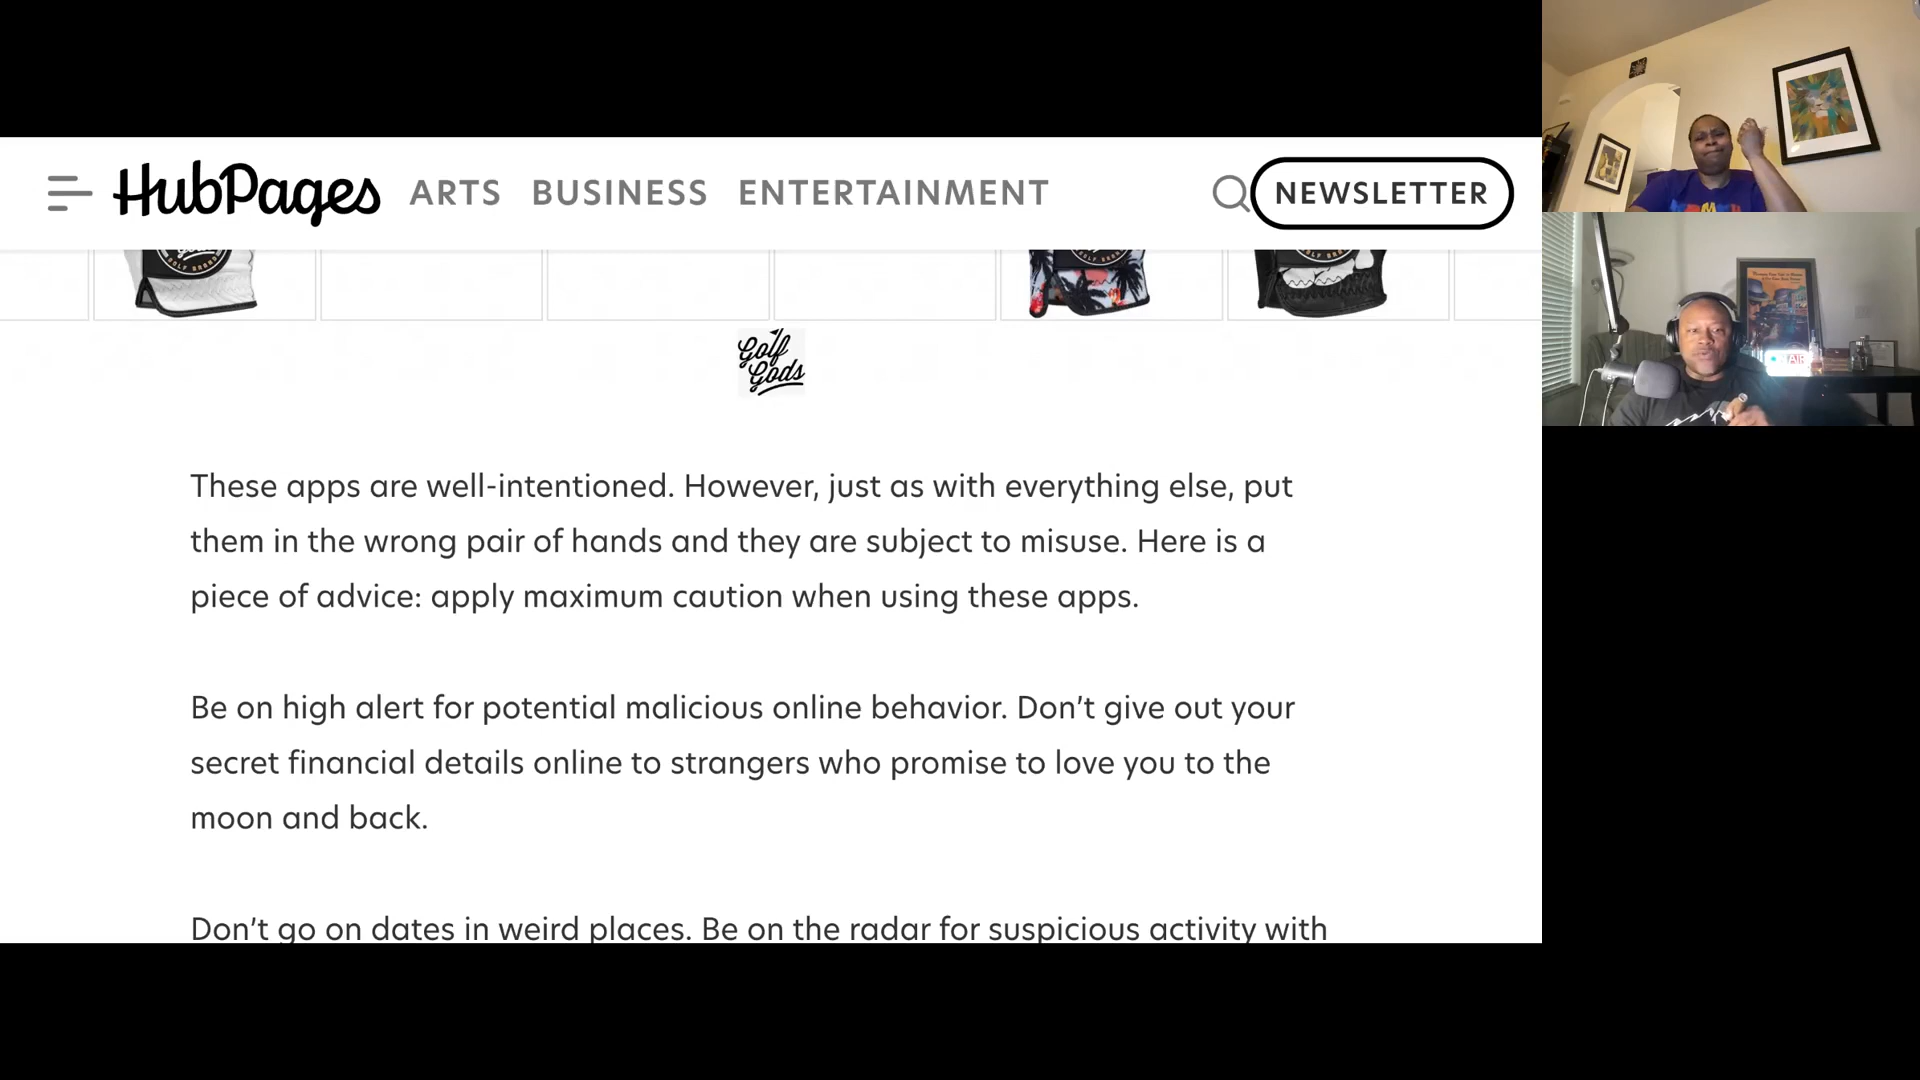 HubPages ARTS BUSINESS ENTERTAINMENT NEWSLETTER
GOLF BRAND
Golf
Gods
These apps are well-intentioned. However, just as with everything else, put
them in the wrong pair of hands and they are subject to misuse. Here is a
piece of advice: apply maximum caution when using these apps.
Be on high alert for potential malicious online behavior. Don’t give out your
secret financial details online to strangers who promise to love you to the
moon and back.
Don’t go on dates in weird places. Be on the radar for suspicious activity with